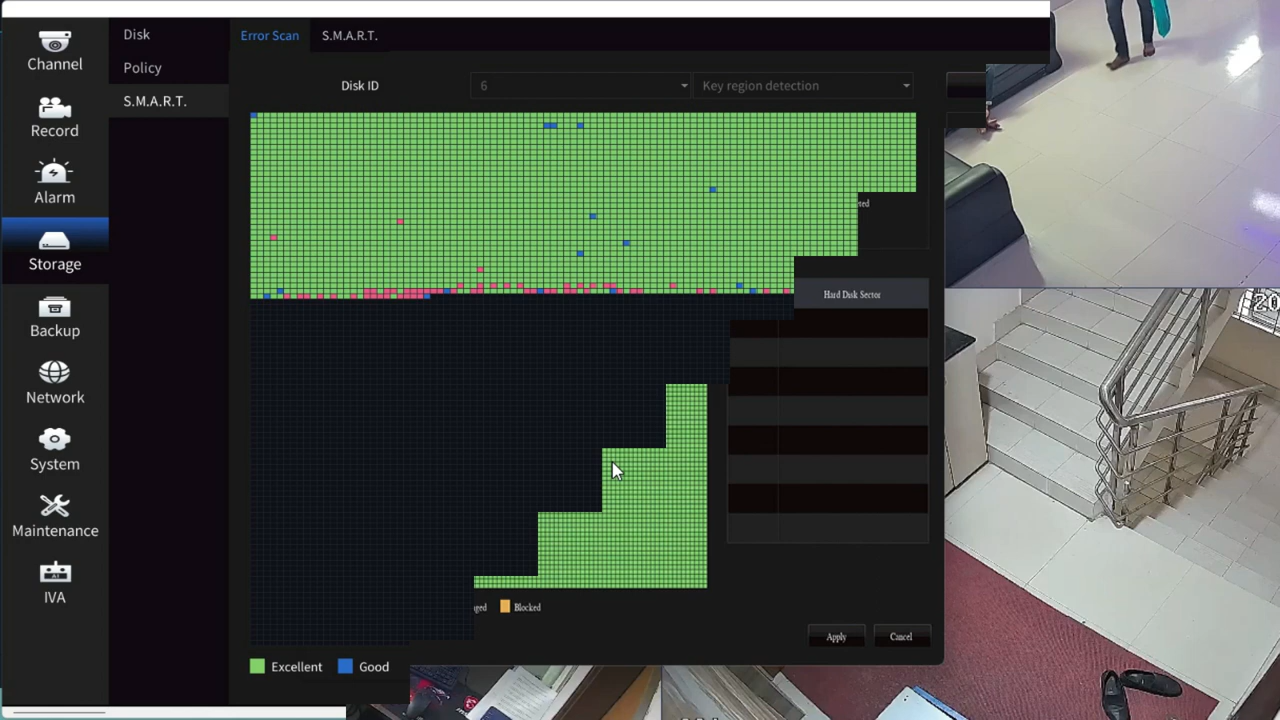 Channel
Record
Alarm
Storage
Backup
Network
System
Maintenance
IVA
Disk
Policy
S.M.A.R.T.
Error Scan
S.M.A.R.T.
Disk ID
6
Key region detection
Hard Disk Sector
Blocked
Apply
Cancel
Excellent
Good